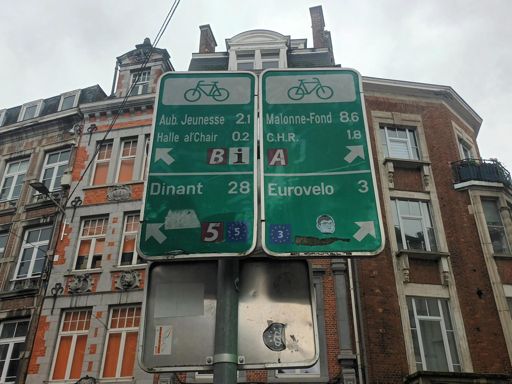 Aub. Jeunesse 2.1
Halle al'Chair 0.2
B i
Dinant 28
5 5
Malonne-Fond 8.6
C.H.R. 1.8
A
Eurovelo 3
3